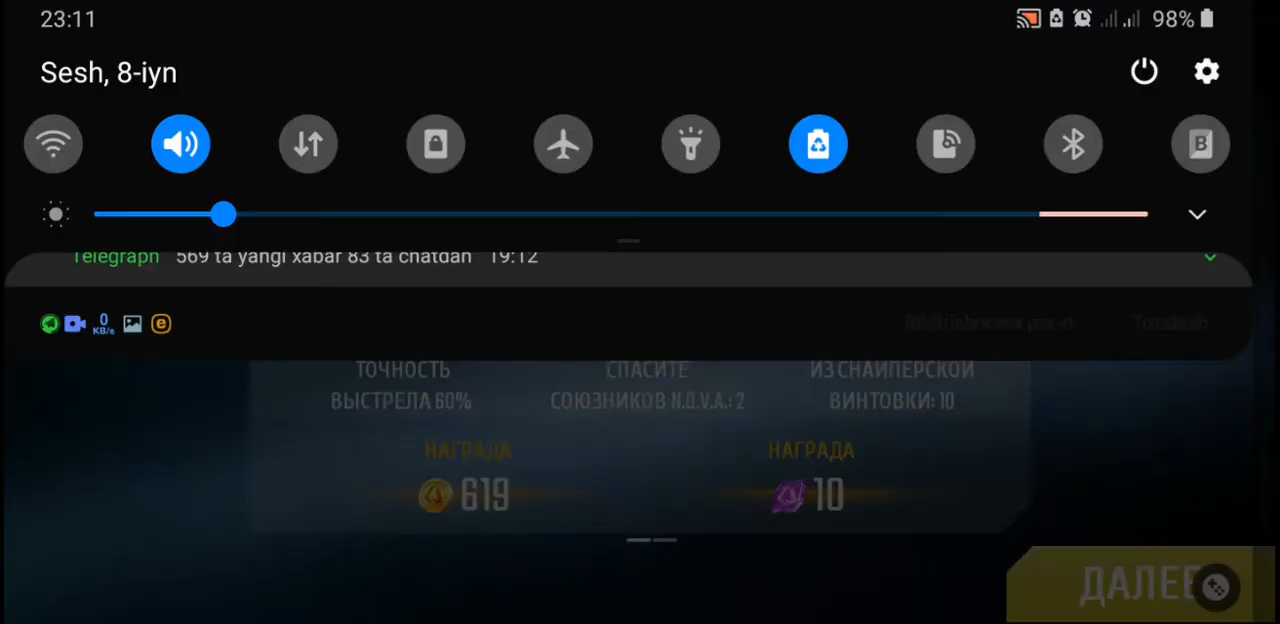 23:11 98%
Sesh, 8-iyn
B
Telegraph 569 ta yangi xabar 83 ta chatdan 19:12
0 KB/s e
ТОЧНОСТЬ СПАСИТЕ ИЗ СНАЙПЕРСКОЙ
ВЫСТРЕЛА 60% СОЮЗНИКОВ N.O.V.A.: 2 ВИНТОВКИ: 10
НАГРАДА НАГРАДА
619 10
ДАЛЕЕ